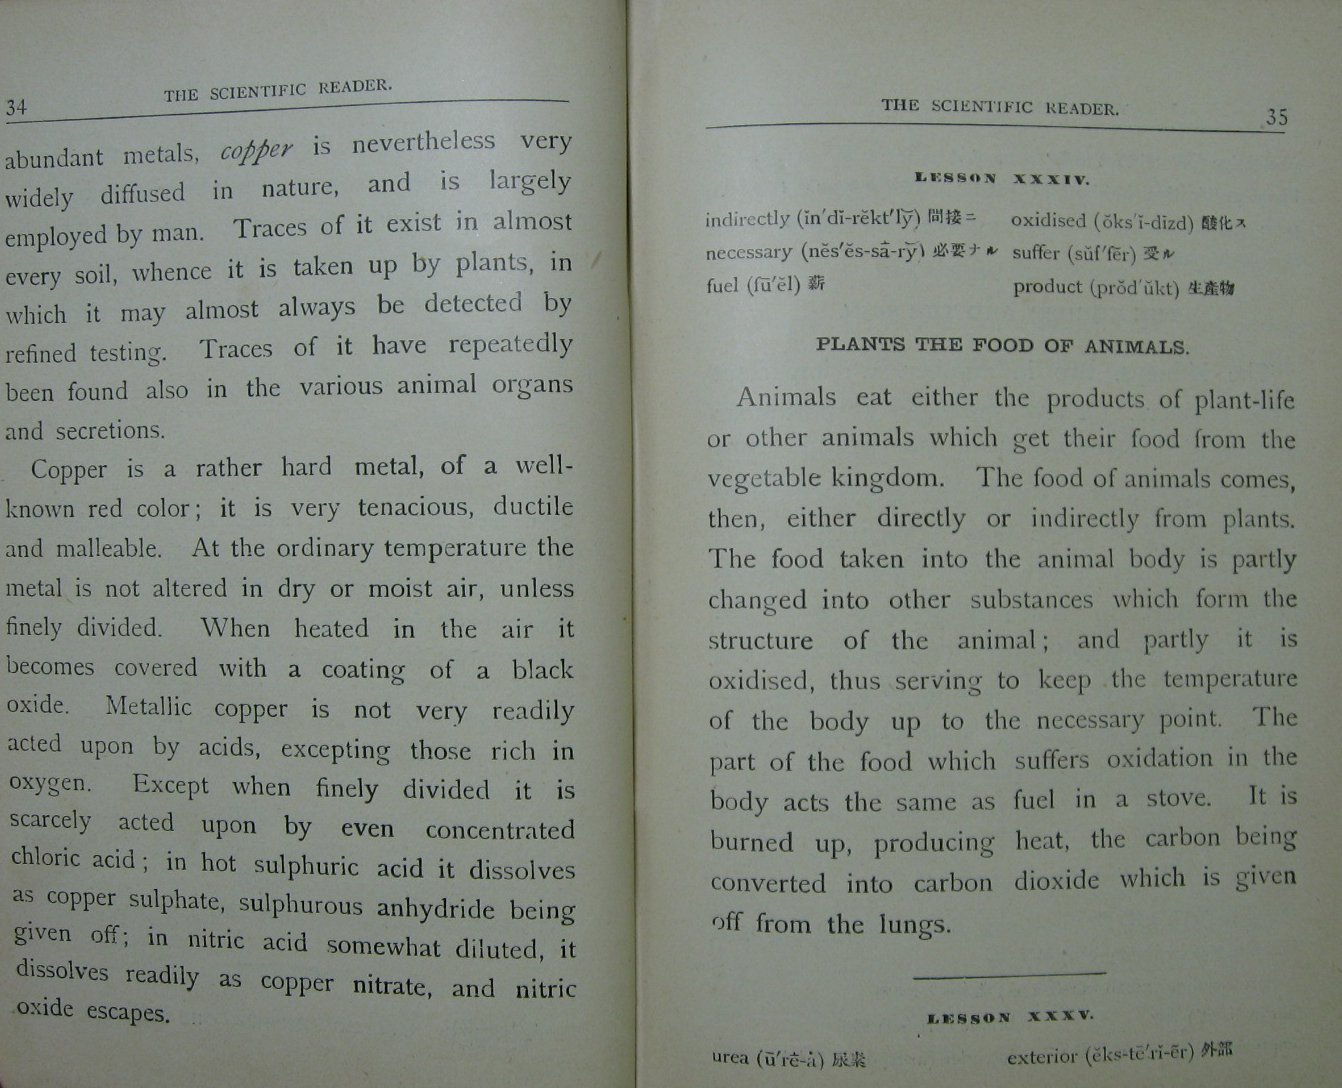 34
THE SCIENTIFIC READER.
abundant metals, copper is nevertheless very
widely diffused in nature, and is largely
employed by man. Traces of it exist in almost
every soil, whence it is taken up by plants, in
which it may almost always be detected by
refined testing. Traces of it have repeatedly
been found also in the various animal organs
and secretions.
Copper is a rather hard metal, of a well-
known red color; it is very tenacious, ductile
and malleable. At the ordinary temperature the
metal is not altered in dry or moist air, unless
finely divided. When heated in the air it
becomes covered with a coating of a black
oxide. Metallic copper is not very readily
acted upon by acids, excepting those rich in
oxygen. Except when finely divided it is
scarcely acted upon by even concentrated
chloric acid; in hot sulphuric acid it dissolves
as copper sulphate, sulphurous anhydride being
given off; in nitric acid somewhat diluted, it
dissolves readily as copper nitrate, and nitric
oxide escapes.
THE SCIENTIFIC READER.
35
LESSON XXXIV.
indirectly (ĭn′dĭ-rĕkt′lў)間接ニ oxidised (ŏks′ĭ-dīzd) 酸化ス
necessary (nĕs′ĕs-sā̇-rў) 必要ナル suffer (sŭf′fẽr) 受ル
fuel (fū′ĕl) 薪 product (prŏd′ŭkt) 生產物
PLANTS THE FOOD OF ANIMALS.
Animals eat either the products of plant-life
or other animals which get their food from the
vegetable kingdom. The food of animals comes,
then, either directly or indirectly from plants.
The food taken into the animal body is partly
changed into other substances which form the
structure of the animal; and partly it is
oxidised, thus serving to keep the temperature
of the body up to the necessary point. The
part of the food which suffers oxidation in the
body acts the same as fuel in a stove. It is
burned up, producing heat, the carbon being
converted into carbon dioxide which is given
off from the lungs.
LESSON XXXV.
urea (ū′rē̇-ȧ) 尿素 exterior (ĕks-tē′rĭ-ẽr) 外部